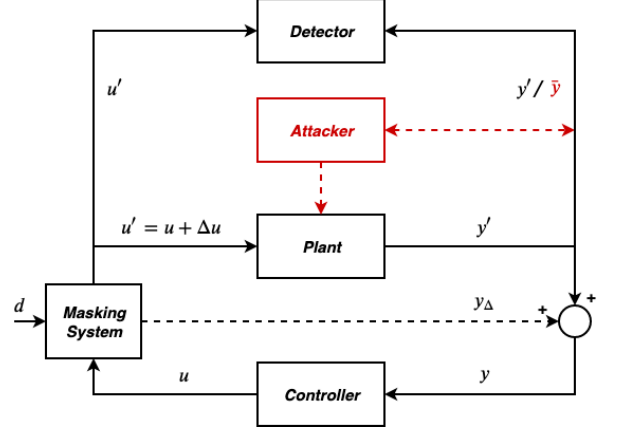 Detector
u′
y′/ ȳ
Attacker
u′ = u + Δu
Plant
y′
d
Masking
System
y_Δ
+
+
u
Controller
y